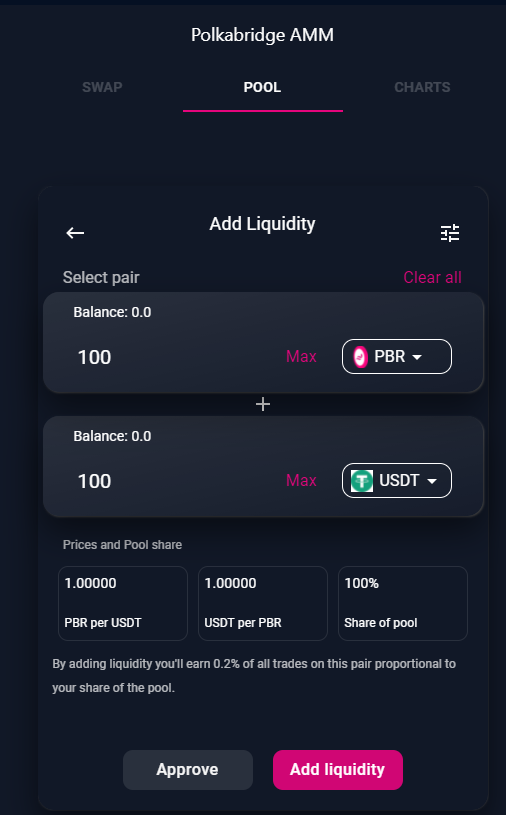 Polkabridge AMM
SWAP POOL CHARTS
Add Liquidity
Select pair Clear all
Balance: 0.0
100 Max PBR
+
Balance: 0.0
100 Max USDT
Prices and Pool share
1.00000 1.00000 100%
PBR per USDT USDT per PBR Share of pool
By adding liquidity you'll earn 0.2% of all trades on this pair proportional to
your share of the pool.
Approve Add liquidity